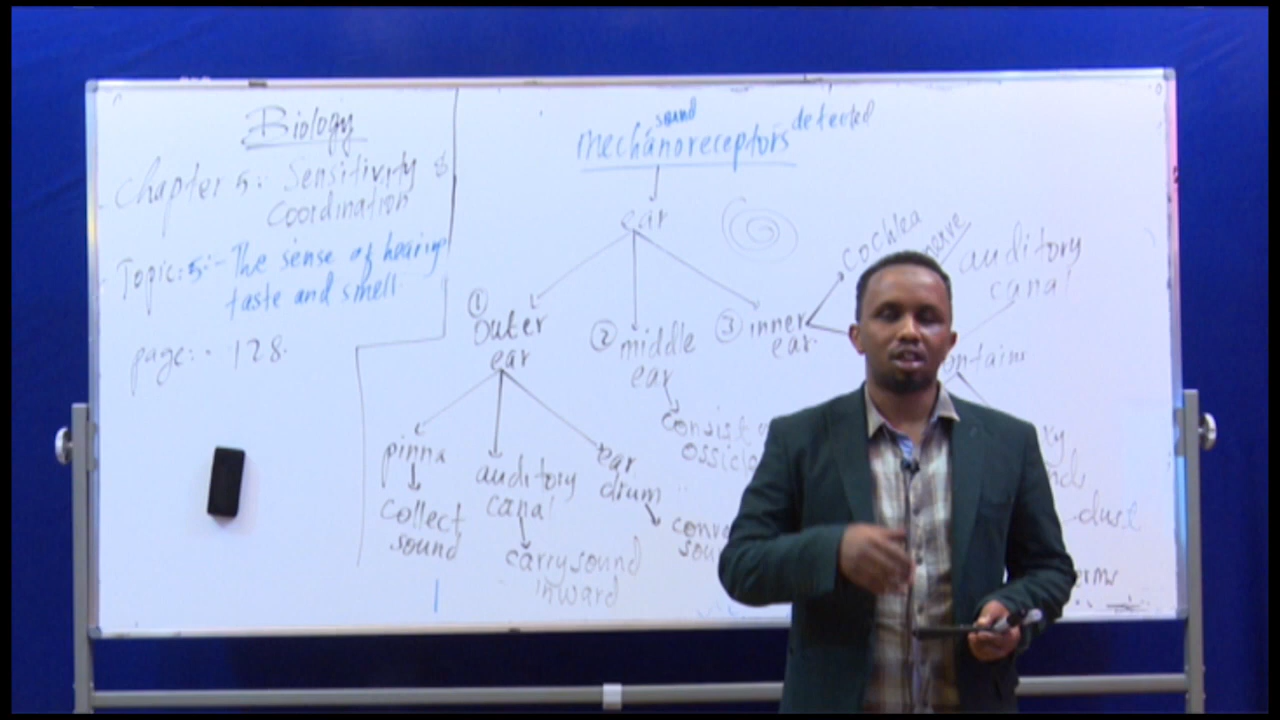 Biology
Chapter 5:- Sensitivity &
Coordination
Topic:5:- The sense of hearing
taste and smell
page:- 128.
sound
mechanoreceptors detected
ear
① outer
ear
② middle
ear
③ inner
ear
cochlea
nerve
auditory
canal
pinna
collect
sound
auditory
canal
carry sound
inward
ear
drum
consist
dust